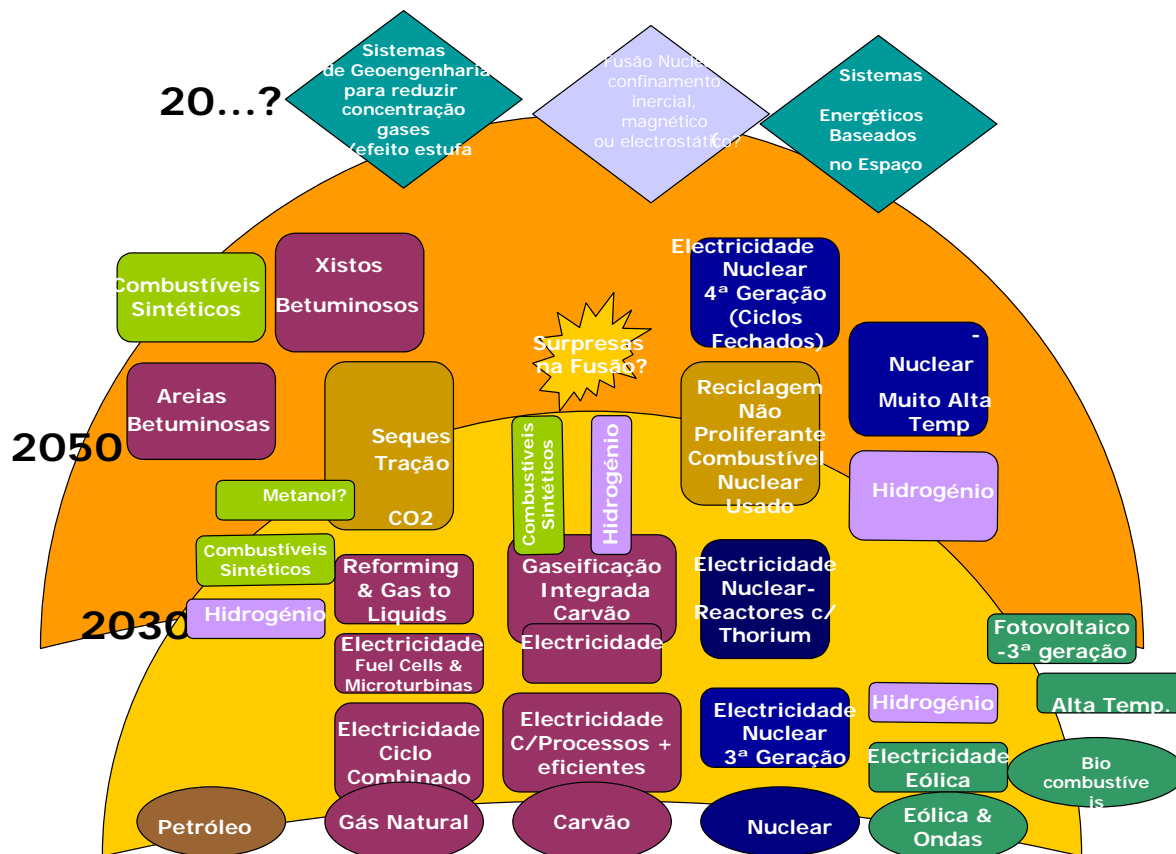 20...?
Sistemas
de Geoengenharia
para reduzir
concentração
gases
/efeito estufa
Fusão Nuclear
confinamento
inercial,
magnético
ou electrostático?
Sistemas
Energéticos
Baseados
no Espaço
Combustíveis
Sintéticos
Xistos
Betuminosos
Electricidade
Nuclear
4ª Geração
(Ciclos
Fechados)
-
Nuclear
Muito Alta
Temp
Surpresas
na Fusão?
Areias
Betuminosas
2050
Seques
Tração
CO2
Reciclagem
Não
Proliferante
Combustível
Nuclear
Usado
Hidrogénio
Metanol?
Combustíveis
Sintéticos
Hidrogénio
Combustíveis
Sintéticos
2030
Hidrogénio
Reforming
& Gas to
Liquids
Gaseificação
Integrada
Carvão
Electricidade
Nuclear-
Reactores c/
Thorium
Electricidade
Fuel Cells &
Microturbinas
Electricidade
Fotovoltaico
-3ª geração
Alta Temp.
Electricidade
Ciclo
Combinado
Electricidade
C/Processos +
eficientes
Electricidade
Nuclear
3ª Geração
Hidrogénio
Electricidade
Eólica
Bio
combustíve
is
Petróleo
Gás Natural
Carvão
Nuclear
Eólica &
Ondas